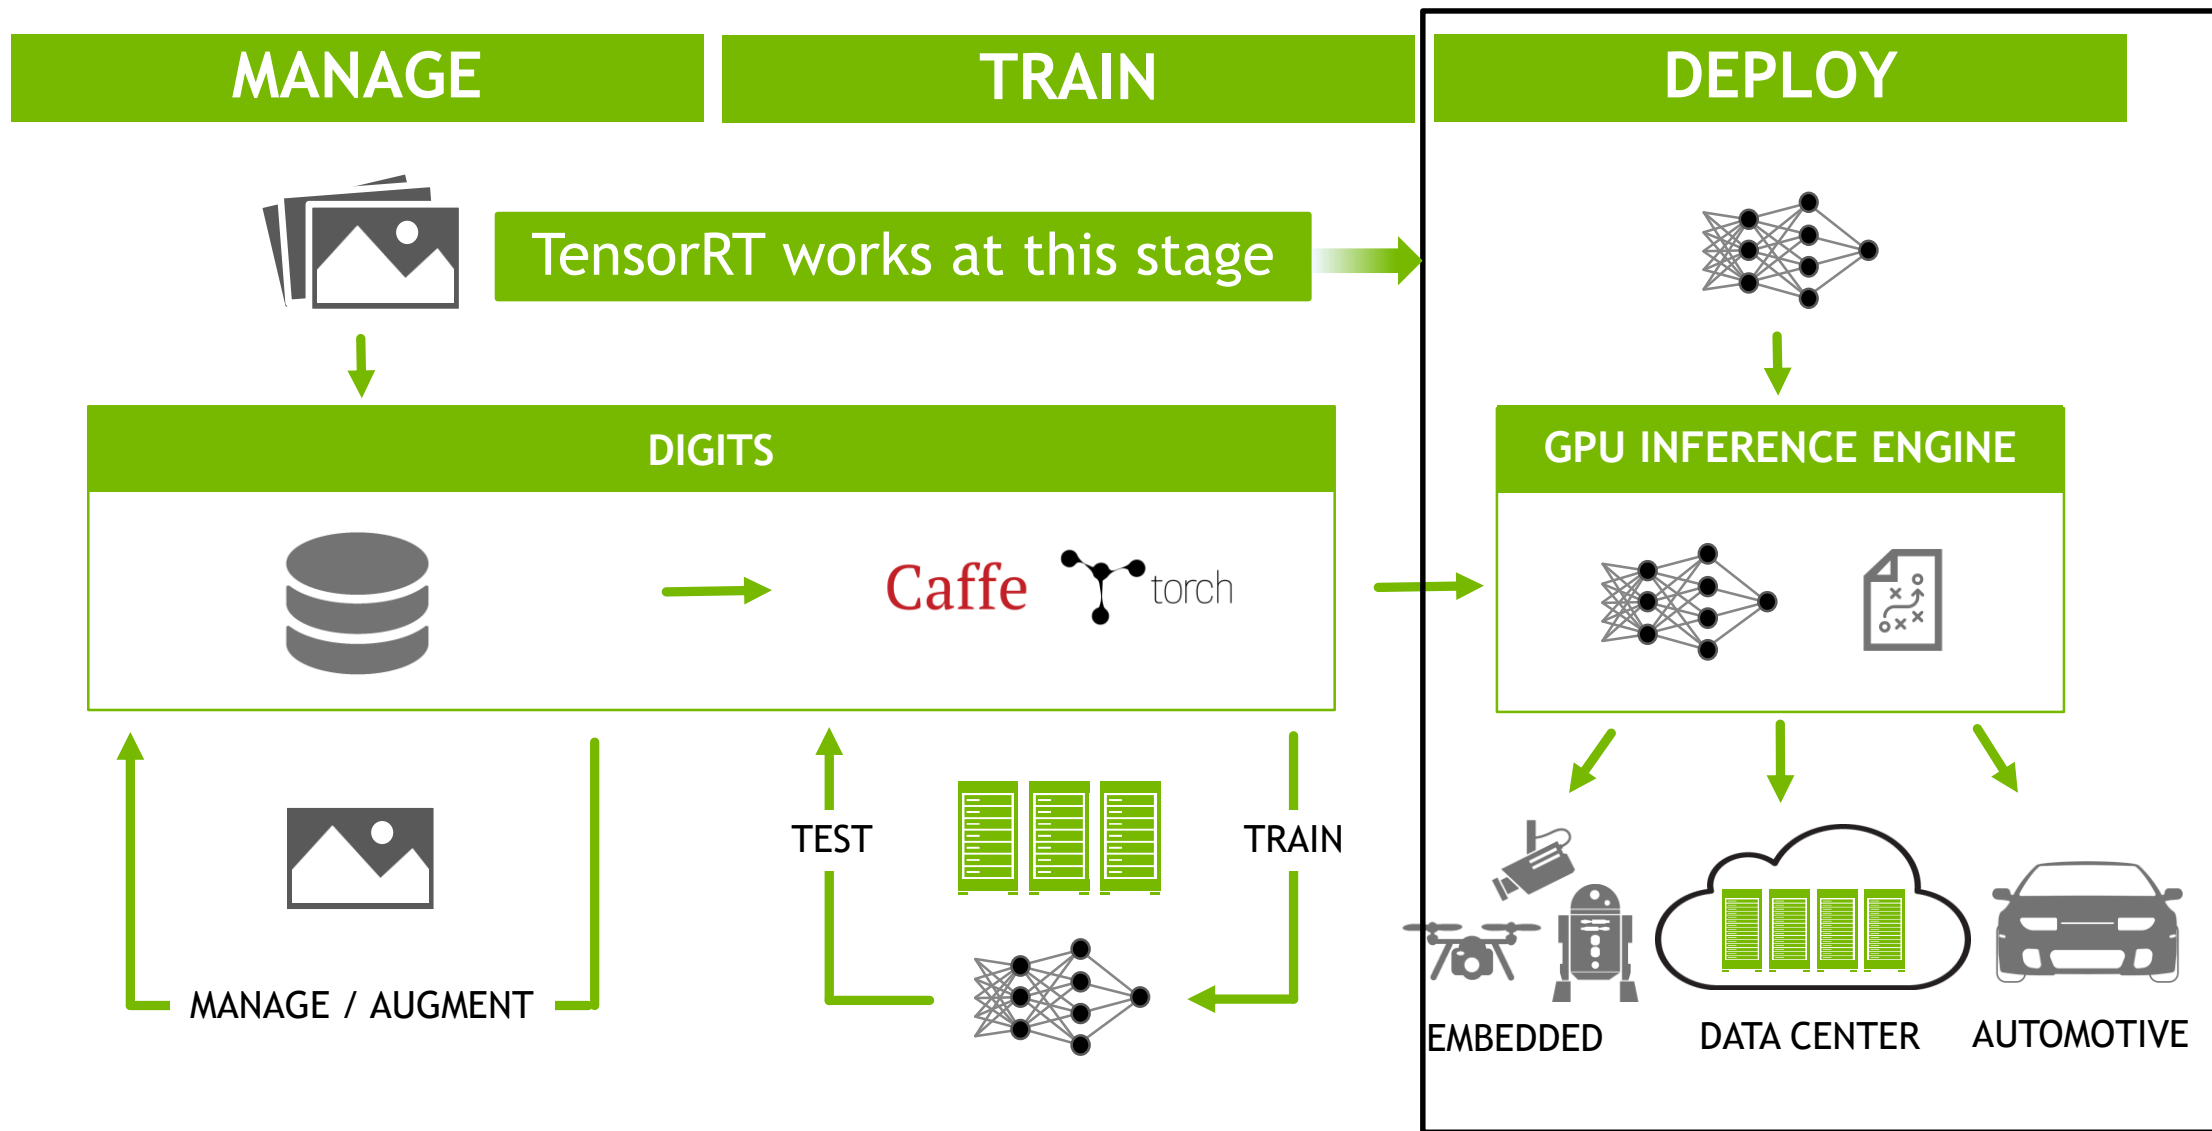 MANAGE
TRAIN
DEPLOY
TensorRT works at this stage
DIGITS
GPU INFERENCE ENGINE
Caffe
torch
TEST
TRAIN
MANAGE / AUGMENT
EMBEDDED
DATA CENTER
AUTOMOTIVE